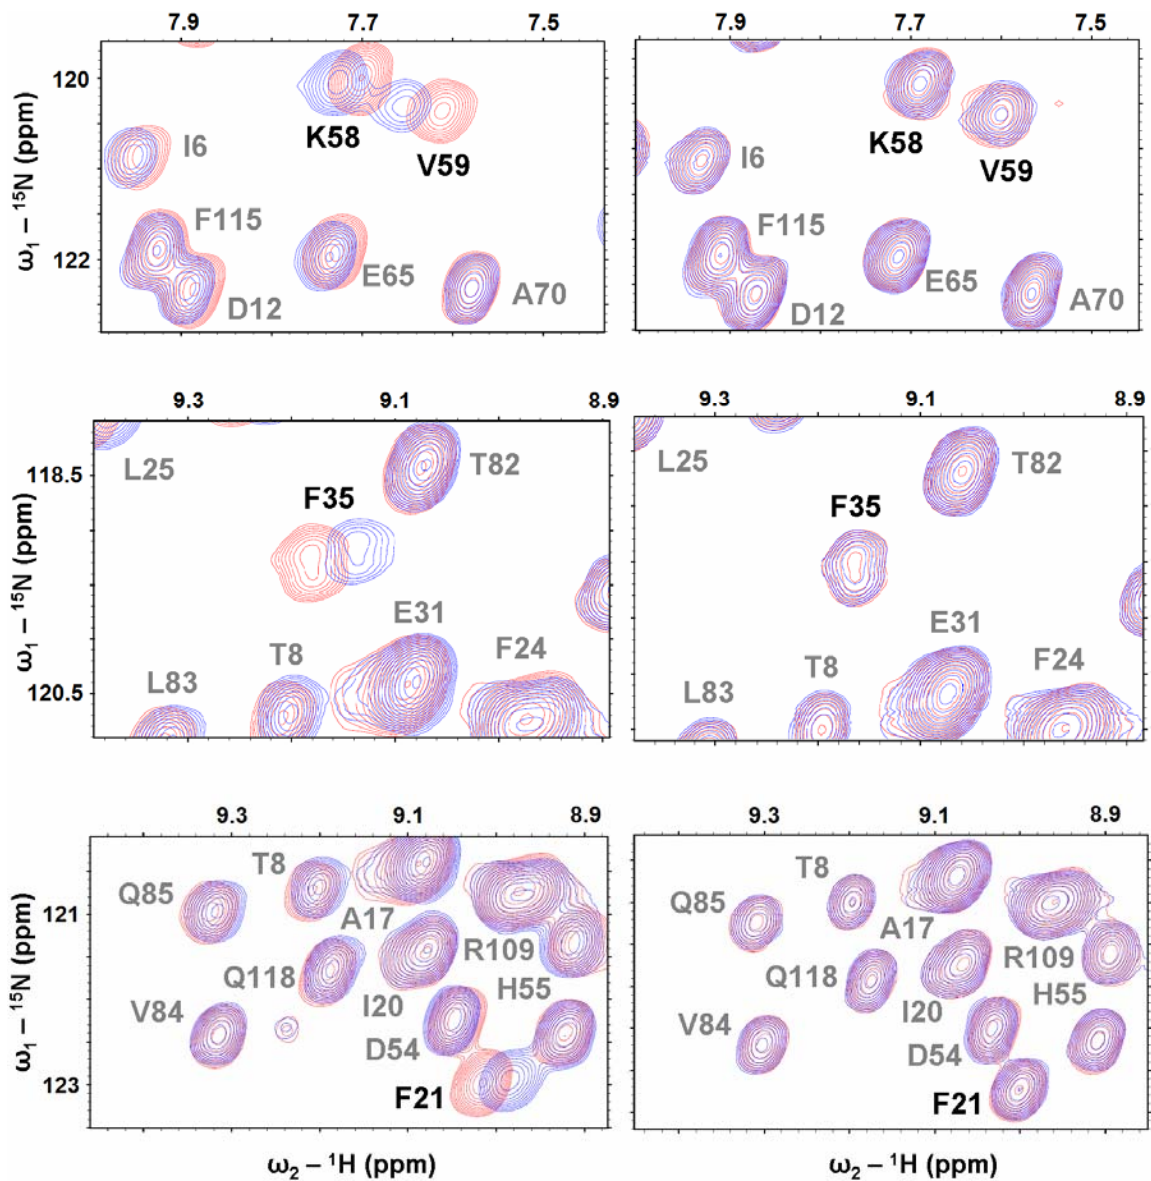 7.9 7.7 7.5 7.9 7.7 7.5
120
K58
V59
I6
F115
E65
D12
A70
122
ω1 – 15N (ppm)
K58
V59
I6
F115
E65
D12
A70
9.3 9.1 8.9 9.3 9.1 8.9
L25
T82
118.5
F35
E31
T8
F24
L83
120.5
ω1 – 15N (ppm)
L25
T82
F35
E31
T8
F24
L83
9.3 9.1 8.9 9.3 9.1 8.9
T8
Q85
121
A17
R109
Q118
H55
I20
V84
D54
123
F21
ω1 – 15N (ppm)
T8
Q85
A17
R109
Q118
H55
I20
V84
D54
F21
ω2 – 1H (ppm) ω2 – 1H (ppm)